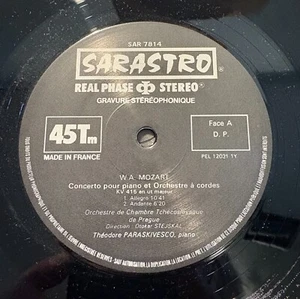 SAR 7814
SARASTRO
REAL PHASE STEREO
GRAVURE STÉRÉOPHONIQUE
45Tm
MADE IN FRANCE
Face A
D. P.
PEL 12031 1Y
W.A. MOZART
Concerto pour piano et Orchestre à cordes
KV 415 en ut majeur
1. Allegro 10'41
2. Andante 6'20
Orchestre de Chambre Tchécoslovaque
de Prague
Direction: Otakar STEJSKAL
Théodore PARASKIVESCO, piano